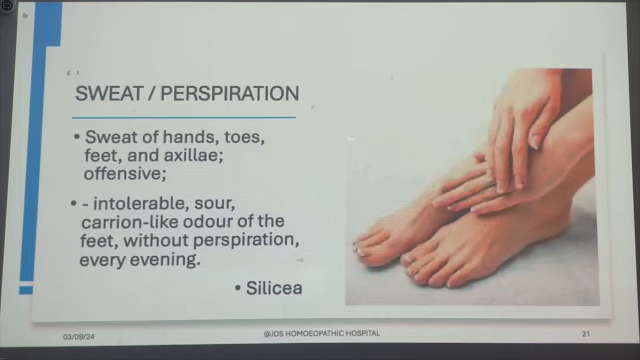 SWEAT / PERSPIRATION
• Sweat of hands, toes,
feet, and axillae;
offensive;
• - intolerable, sour,
carrion-like odour of the
feet, without perspiration,
every evening.
• Silicea
03/09/24
@JDS HOMOEOPATHIC HOSPITAL
21